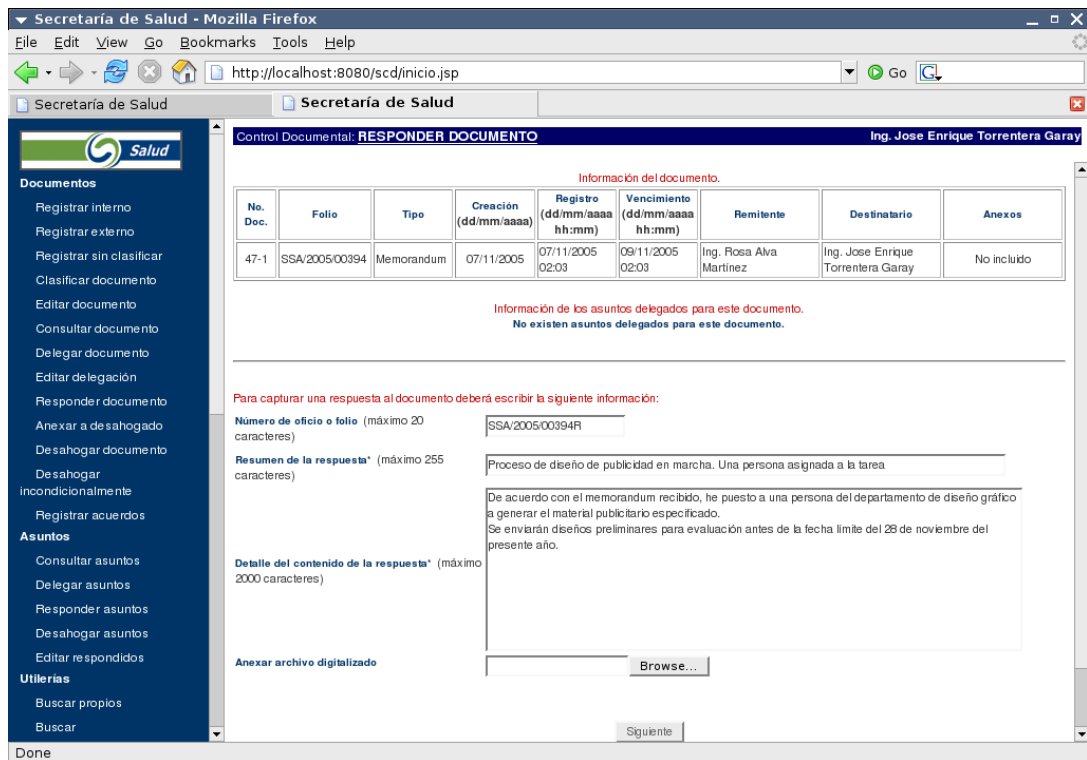 Secretaría de Salud - Mozilla Firefox
File Edit View Go Bookmarks Tools Help
http://localhost:8080/scd/inicio.jsp Go G
Secretaría de Salud Secretaría de Salud
Salud
Documentos
Registrar interno
Registrar externo
Registrar sin clasificar
Clasificar documento
Editar documento
Consultar documento
Delegar documento
Editar delegación
Responder documento
Anexar a desahogado
Desahogar documento
Desahogar
incondicionalmente
Registrar acuerdos
Asuntos
Consultar asuntos
Delegar asuntos
Responder asuntos
Desahogar asuntos
Editar respondidos
Utilerías
Buscar propios
Buscar
Control Documental: RESPONDER DOCUMENTO Ing. Jose Enrique Torrentera Garay
Información del documento.
No. Doc. Folio Tipo Creación (dd/mm/aaaa) Registro (dd/mm/aaaa hh:mm) Vencimiento (dd/mm/aaaa hh:mm) Remitente Destinatario Anexos
47-1 SSA/2005/00394 Memorandum 07/11/2005 07/11/2005 02:03 09/11/2005 02:03 Ing. Rosa Alva Martínez Ing. Jose Enrique Torrentera Garay No incluido
Información de los asuntos delegados para este documento.
No existen asuntos delegados para este documento.
Para capturar una respuesta al documento deberá escribir la siguiente información:
Número de oficio o folio (máximo 20
caracteres)
SSA/2005/00394R
Resumen de la respuesta* (máximo 255
caracteres)
Proceso de diseño de publicidad en marcha. Una persona asignada a la tarea
Detalle del contenido de la respuesta* (máximo
2000 caracteres)
De acuerdo con el memorandum recibido, he puesto a una persona del departamento de diseño gráfico
a generar el material publicitario especificado.
Se enviarán diseños preliminares para evaluación antes de la fecha límite del 28 de noviembre del
presente año.
Anexar archivo digitalizado
Browse...
Siguiente
Done